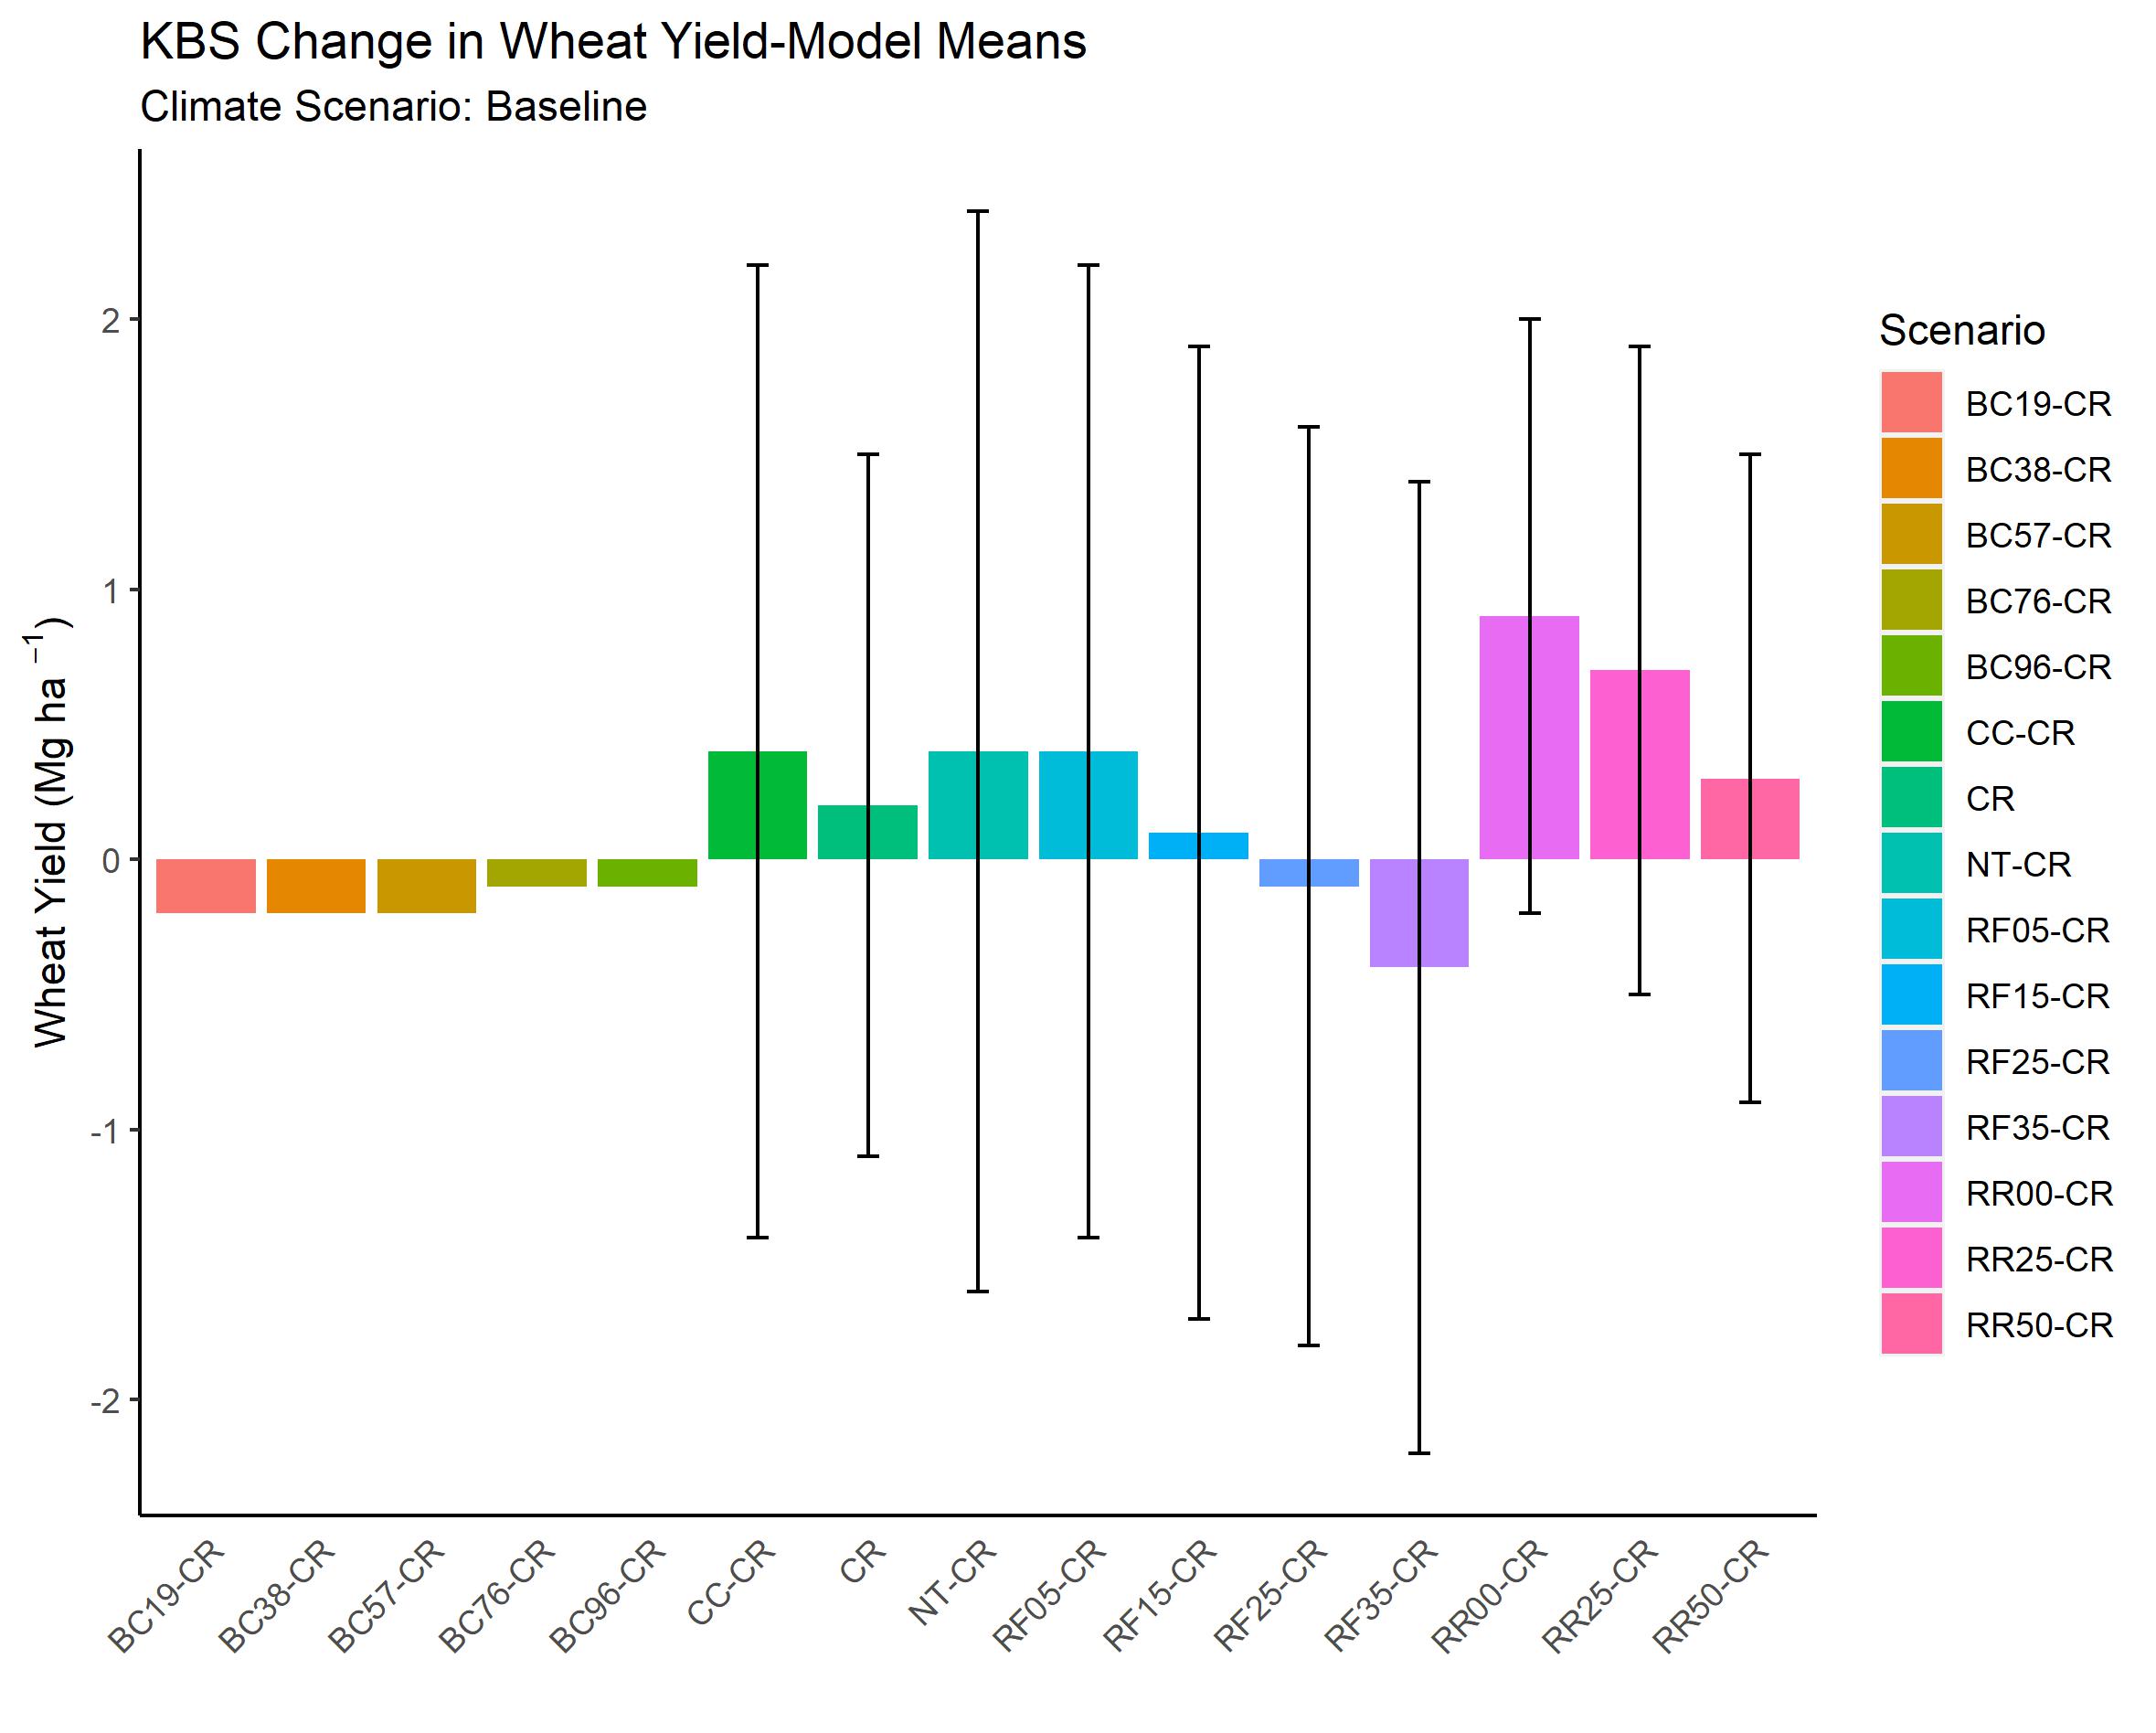 KBS Change in Wheat Yield-Model Means
Climate Scenario: Baseline
Wheat Yield (Mg ha −1)
2
1
0
-1
-2
BC19-CR
BC38-CR
BC57-CR
BC76-CR
BC96-CR
CC-CR
CR
NT-CR
RF05-CR
RF15-CR
RF25-CR
RF35-CR
RR00-CR
RR25-CR
RR50-CR
Scenario
BC19-CR
BC38-CR
BC57-CR
BC76-CR
BC96-CR
CC-CR
CR
NT-CR
RF05-CR
RF15-CR
RF25-CR
RF35-CR
RR00-CR
RR25-CR
RR50-CR